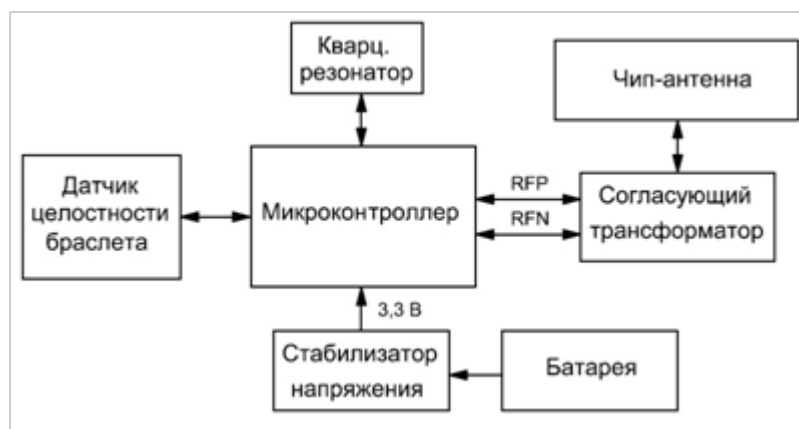 Кварц.
резонатор
Чип-антенна
Датчик
целостности
браслета
Микроконтроллер
RFP
RFN
Согласующий
трансформатор
3,3 В
Стабилизатор
напряжения
Батарея